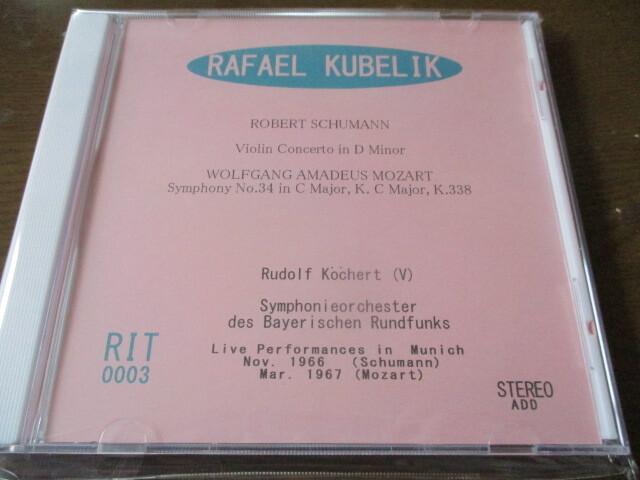 RAFAEL KUBELIK
ROBERT SCHUMANN
Violin Concerto in D Minor
WOLFGANG AMADEUS MOZART
Symphony No.34 in C Major, K. C Major, K.338
Rudolf Köchert (V)
Symphonieorchester
des Bayerischen Rundfunks
Live Performances in Munich
Nov. 1966 (Schumann)
Mar. 1967 (Mozart)
RIT
0003
STEREO
ADD